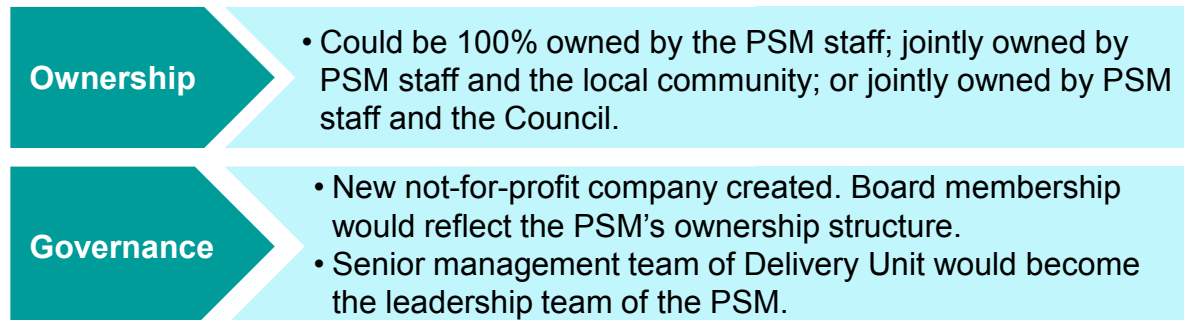 Ownership
• Could be 100% owned by the PSM staff; jointly owned by
PSM staff and the local community; or jointly owned by PSM
staff and the Council.
Governance
• New not-for-profit company created. Board membership
would reflect the PSM's ownership structure.
• Senior management team of Delivery Unit would become
the leadership team of the PSM.